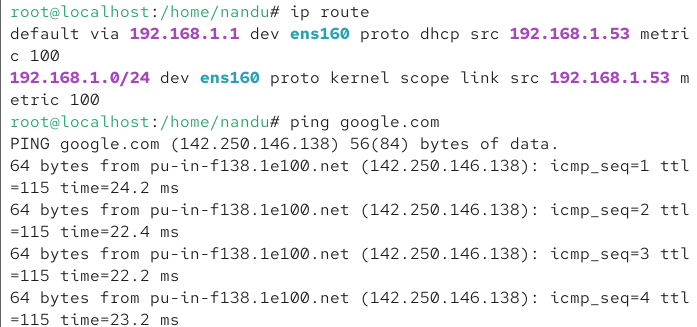 root@localhost:/home/nandu# ip route
default via 192.168.1.1 dev ens160 proto dhcp src 192.168.1.53 metri
c 100
192.168.1.0/24 dev ens160 proto kernel scope link src 192.168.1.53 m
etric 100
root@localhost:/home/nandu# ping google.com
PING google.com (142.250.146.138) 56(84) bytes of data.
64 bytes from pu-in-f138.1e100.net (142.250.146.138): icmp_seq=1 ttl
=115 time=24.2 ms
64 bytes from pu-in-f138.1e100.net (142.250.146.138): icmp_seq=2 ttl
=115 time=22.4 ms
64 bytes from pu-in-f138.1e100.net (142.250.146.138): icmp_seq=3 ttl
=115 time=22.2 ms
64 bytes from pu-in-f138.1e100.net (142.250.146.138): icmp_seq=4 ttl
=115 time=23.2 ms